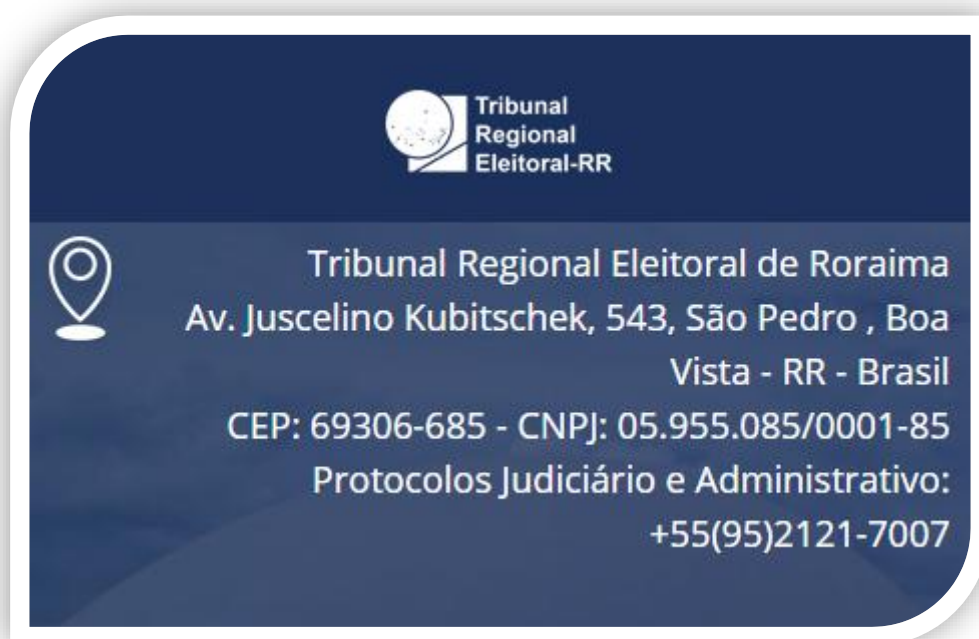 Tribunal
Regional
Eleitoral-RR
Tribunal Regional Eleitoral de Roraima
Av. Juscelino Kubitschek, 543, São Pedro , Boa
Vista - RR - Brasil
CEP: 69306-685 - CNPJ: 05.955.085/0001-85
Protocolos Judiciário e Administrativo:
+55(95)2121-7007